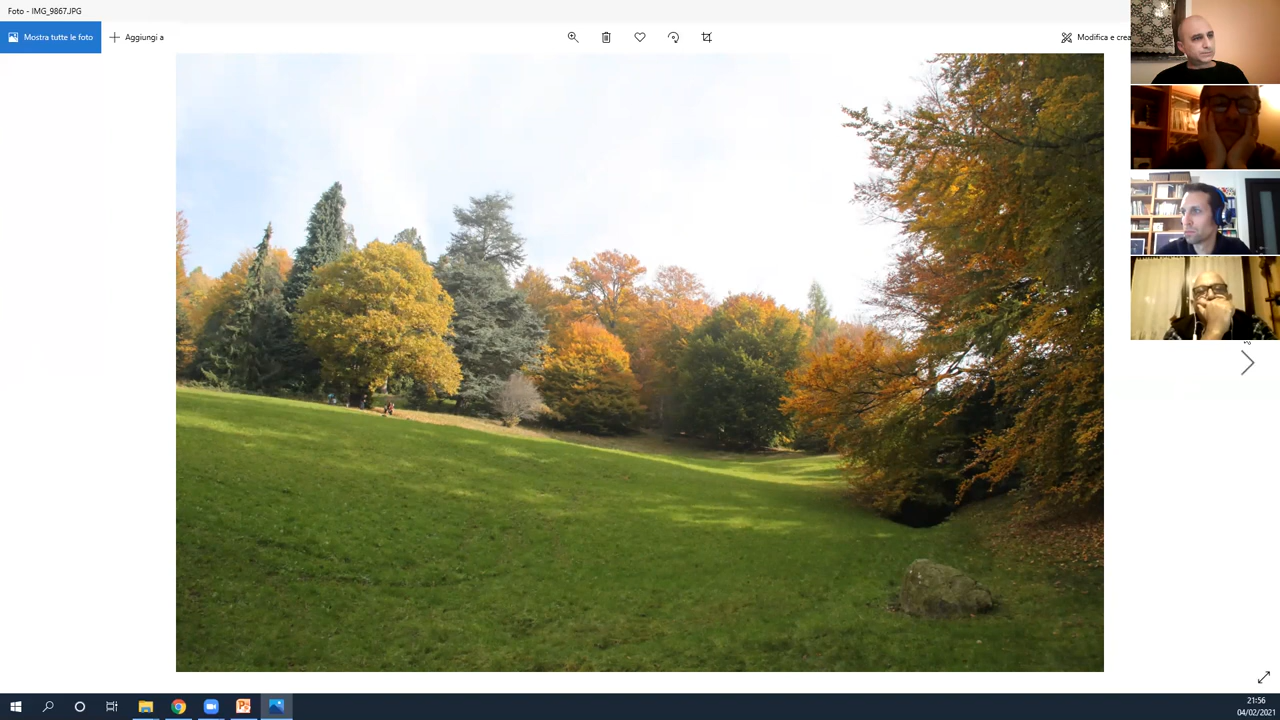 Foto - IMG_9867.JPG
Mostra tutte le foto
Aggiungi a
Modifica e crea
21:56
04/02/2021